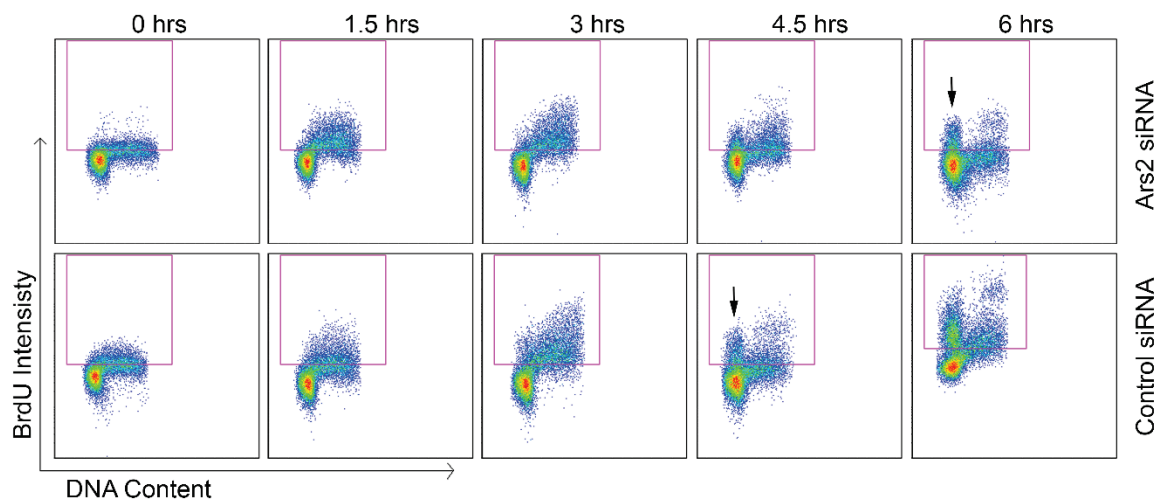 0 hrs
1.5 hrs
3 hrs
4.5 hrs
6 hrs
Ars2 siRNA
Control siRNA
BrdU Intensisty
DNA Content